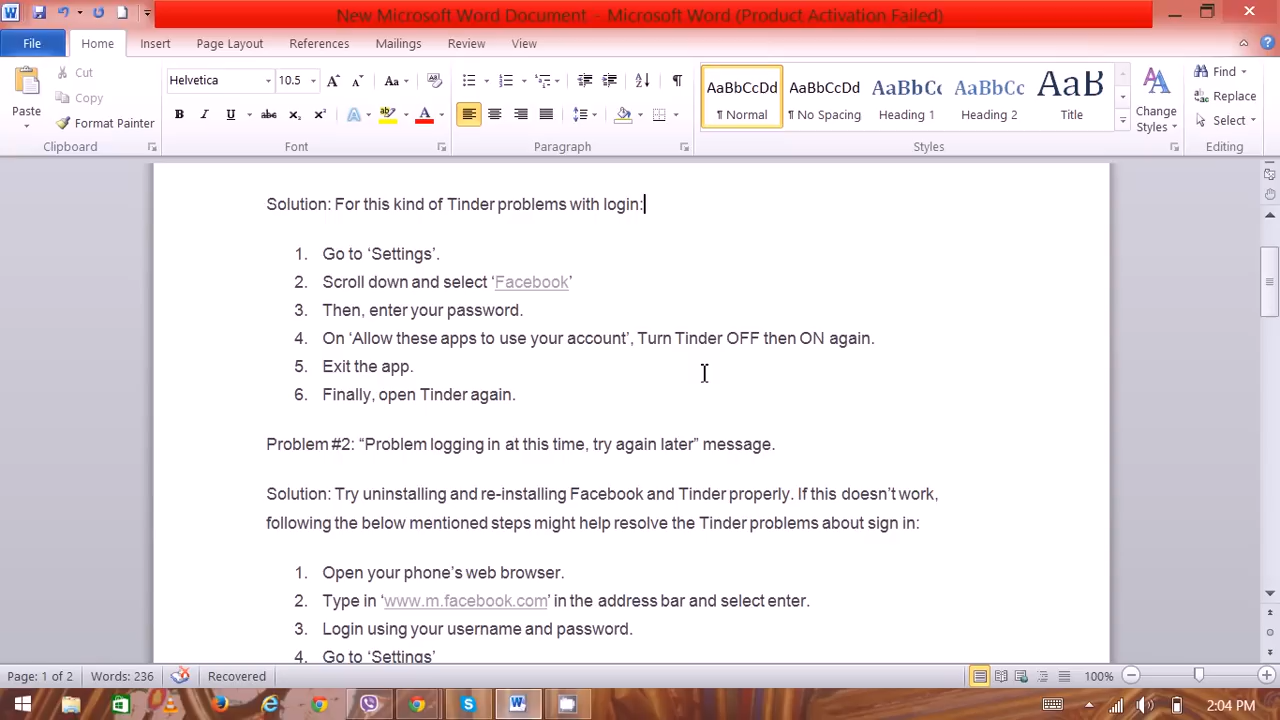 New Microsoft Word Document - Microsoft Word (Product Activation Failed)
File Home Insert Page Layout References Mailings Review View
Paste
Cut
Copy
Format Painter
Clipboard
Helvetica 10.5
Font
Paragraph
AaBbCcDd AaBbCcDd AaBbCc AaBbCc AaB
¶ Normal ¶ No Spacing Heading 1 Heading 2 Title
Change Styles
Styles
Find
Replace
Select
Editing
Solution: For this kind of Tinder problems with login:
1. Go to ‘Settings’.
2. Scroll down and select ‘Facebook’
3. Then, enter your password.
4. On ‘Allow these apps to use your account’, Turn Tinder OFF then ON again.
5. Exit the app.
6. Finally, open Tinder again.
Problem #2: “Problem logging in at this time, try again later” message.
Solution: Try uninstalling and re-installing Facebook and Tinder properly. If this doesn’t work,
following the below mentioned steps might help resolve the Tinder problems about sign in:
1. Open your phone’s web browser.
2. Type in ‘www.m.facebook.com’ in the address bar and select enter.
3. Login using your username and password.
4. Go to ‘Settings’
Page: 1 of 2 Words: 236 Recovered 100%
2:04 PM